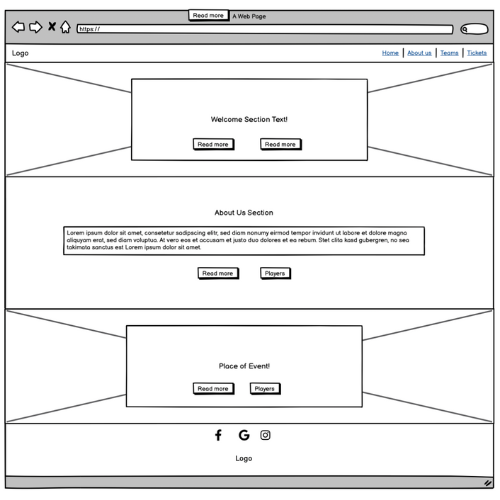 Read more A Web Page
https://
Logo
Home | About us | Teams | Tickets
Welcome Section Text!
Read more Read more
About Us Section
Lorem ipsum dolor sit amet, consetetur sadipscing elitr, sed diam nonumy eirmod tempor invidunt ut labore et dolore magna
aliquyam erat, sed diam voluptua. At vero eos et accusam et justo duo dolores et ea rebum. Stet clita kasd gubergren, no sea
takimata sanctus est Lorem ipsum dolor sit amet.
Read more Players
Place of Event!
Read more Players
Logo